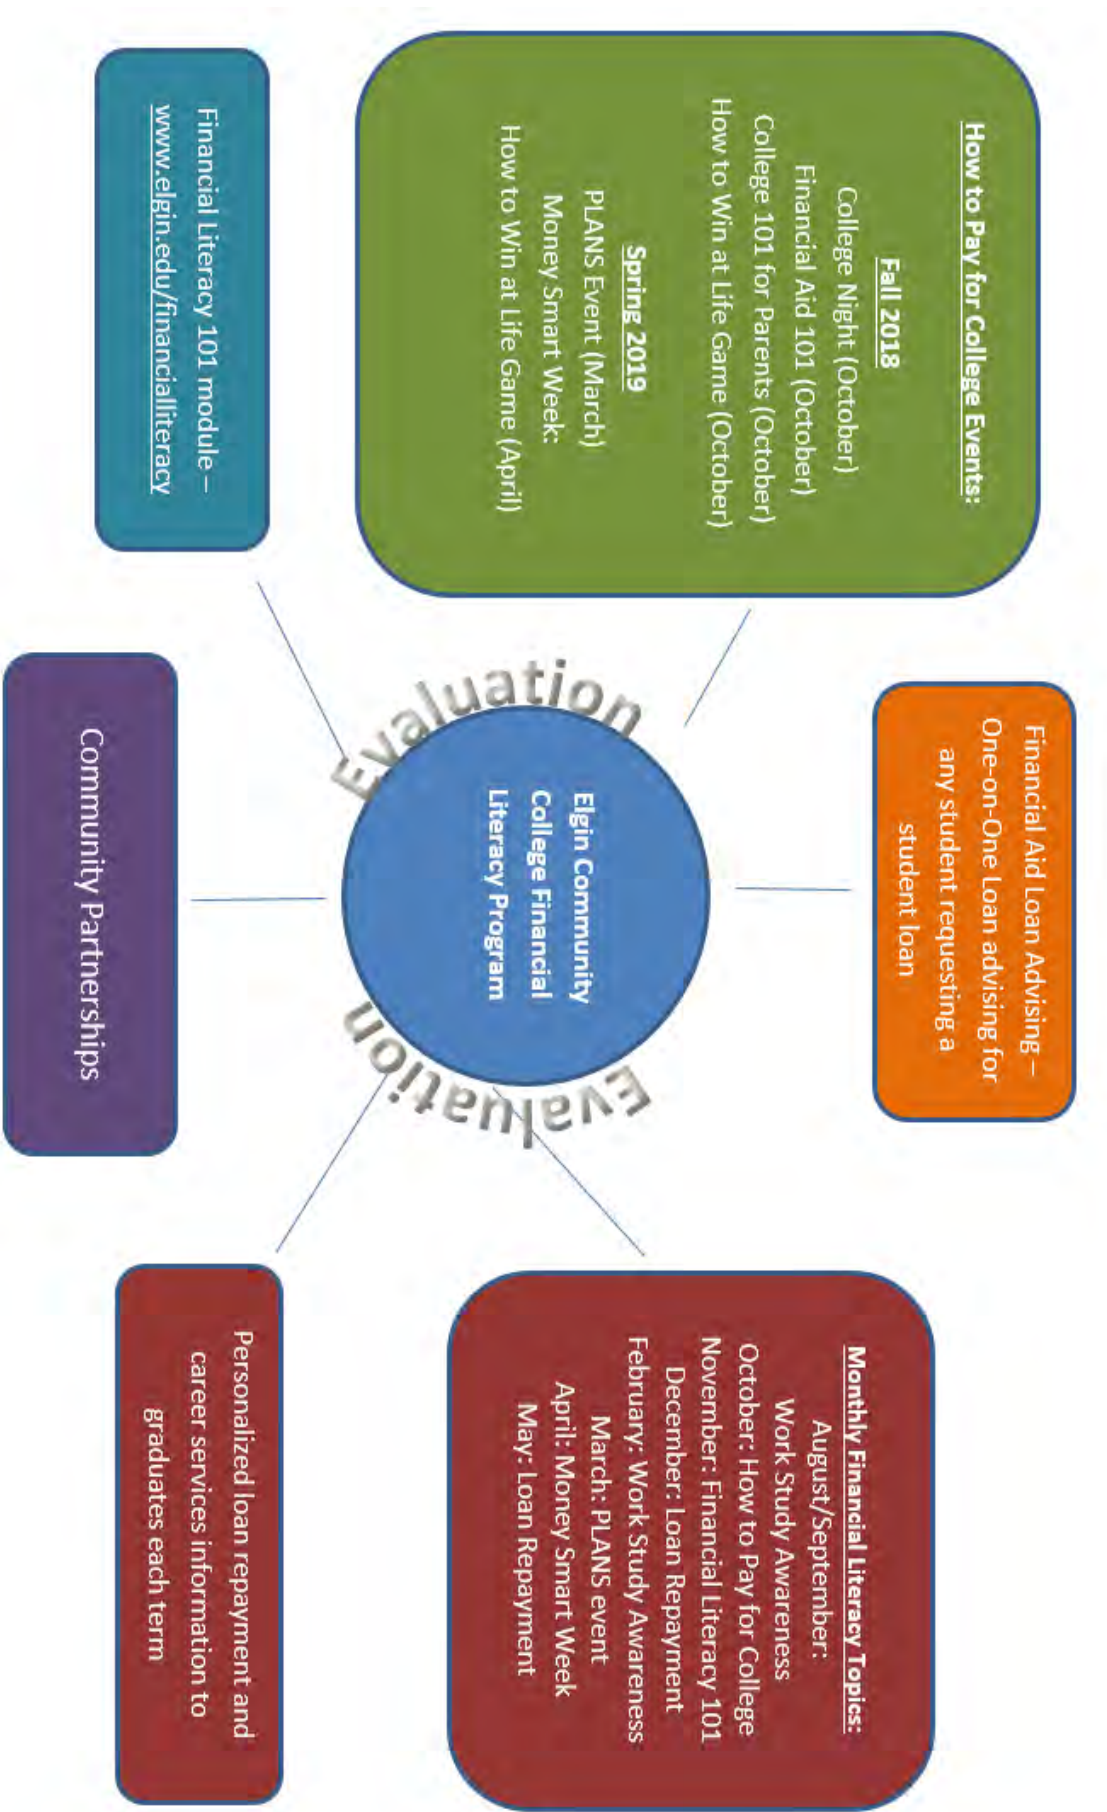 How to Pay for College Events:
Fall 2018
College Night (October)
Financial Aid 101 (October)
College 101 for Parents (October)
How to Win at Life Game (October)
Spring 2019
PLANS Event (March)
Money Smart Week:
How to Win at Life Game (April)
Financial Aid Loan Advising –
One-on-One Loan advising for
any student requesting a
student loan
Monthly Financial Literacy Topics:
August/September:
Work Study Awareness
October: How to Pay for College
November: Financial Literacy 101
December: Loan Repayment
February: Work Study Awareness
March: PLANS event
April: Money Smart Week
May: Loan Repayment
Evaluation
Elgin Community
College Financial
Literacy Program
Evaluation
Financial Literacy 101 module –
www.elgin.edu/financialliteracy
Community Partnerships
Personalized loan repayment and
career services information to
graduates each term